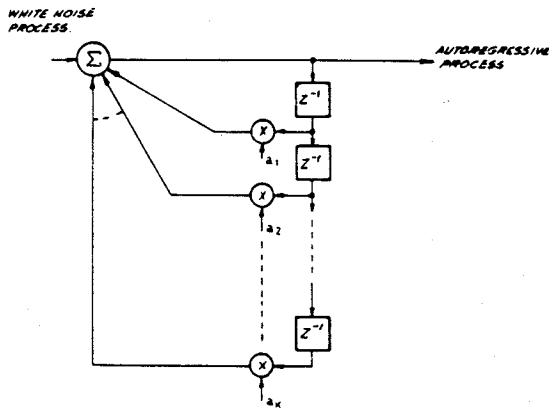 WHITE NOISE
PROCESS.
AUTOREGRESSIVE
PROCESS
Σ
Z⁻¹
X
a₁
Z⁻¹
X
a₂
Z⁻¹
X
aₖ